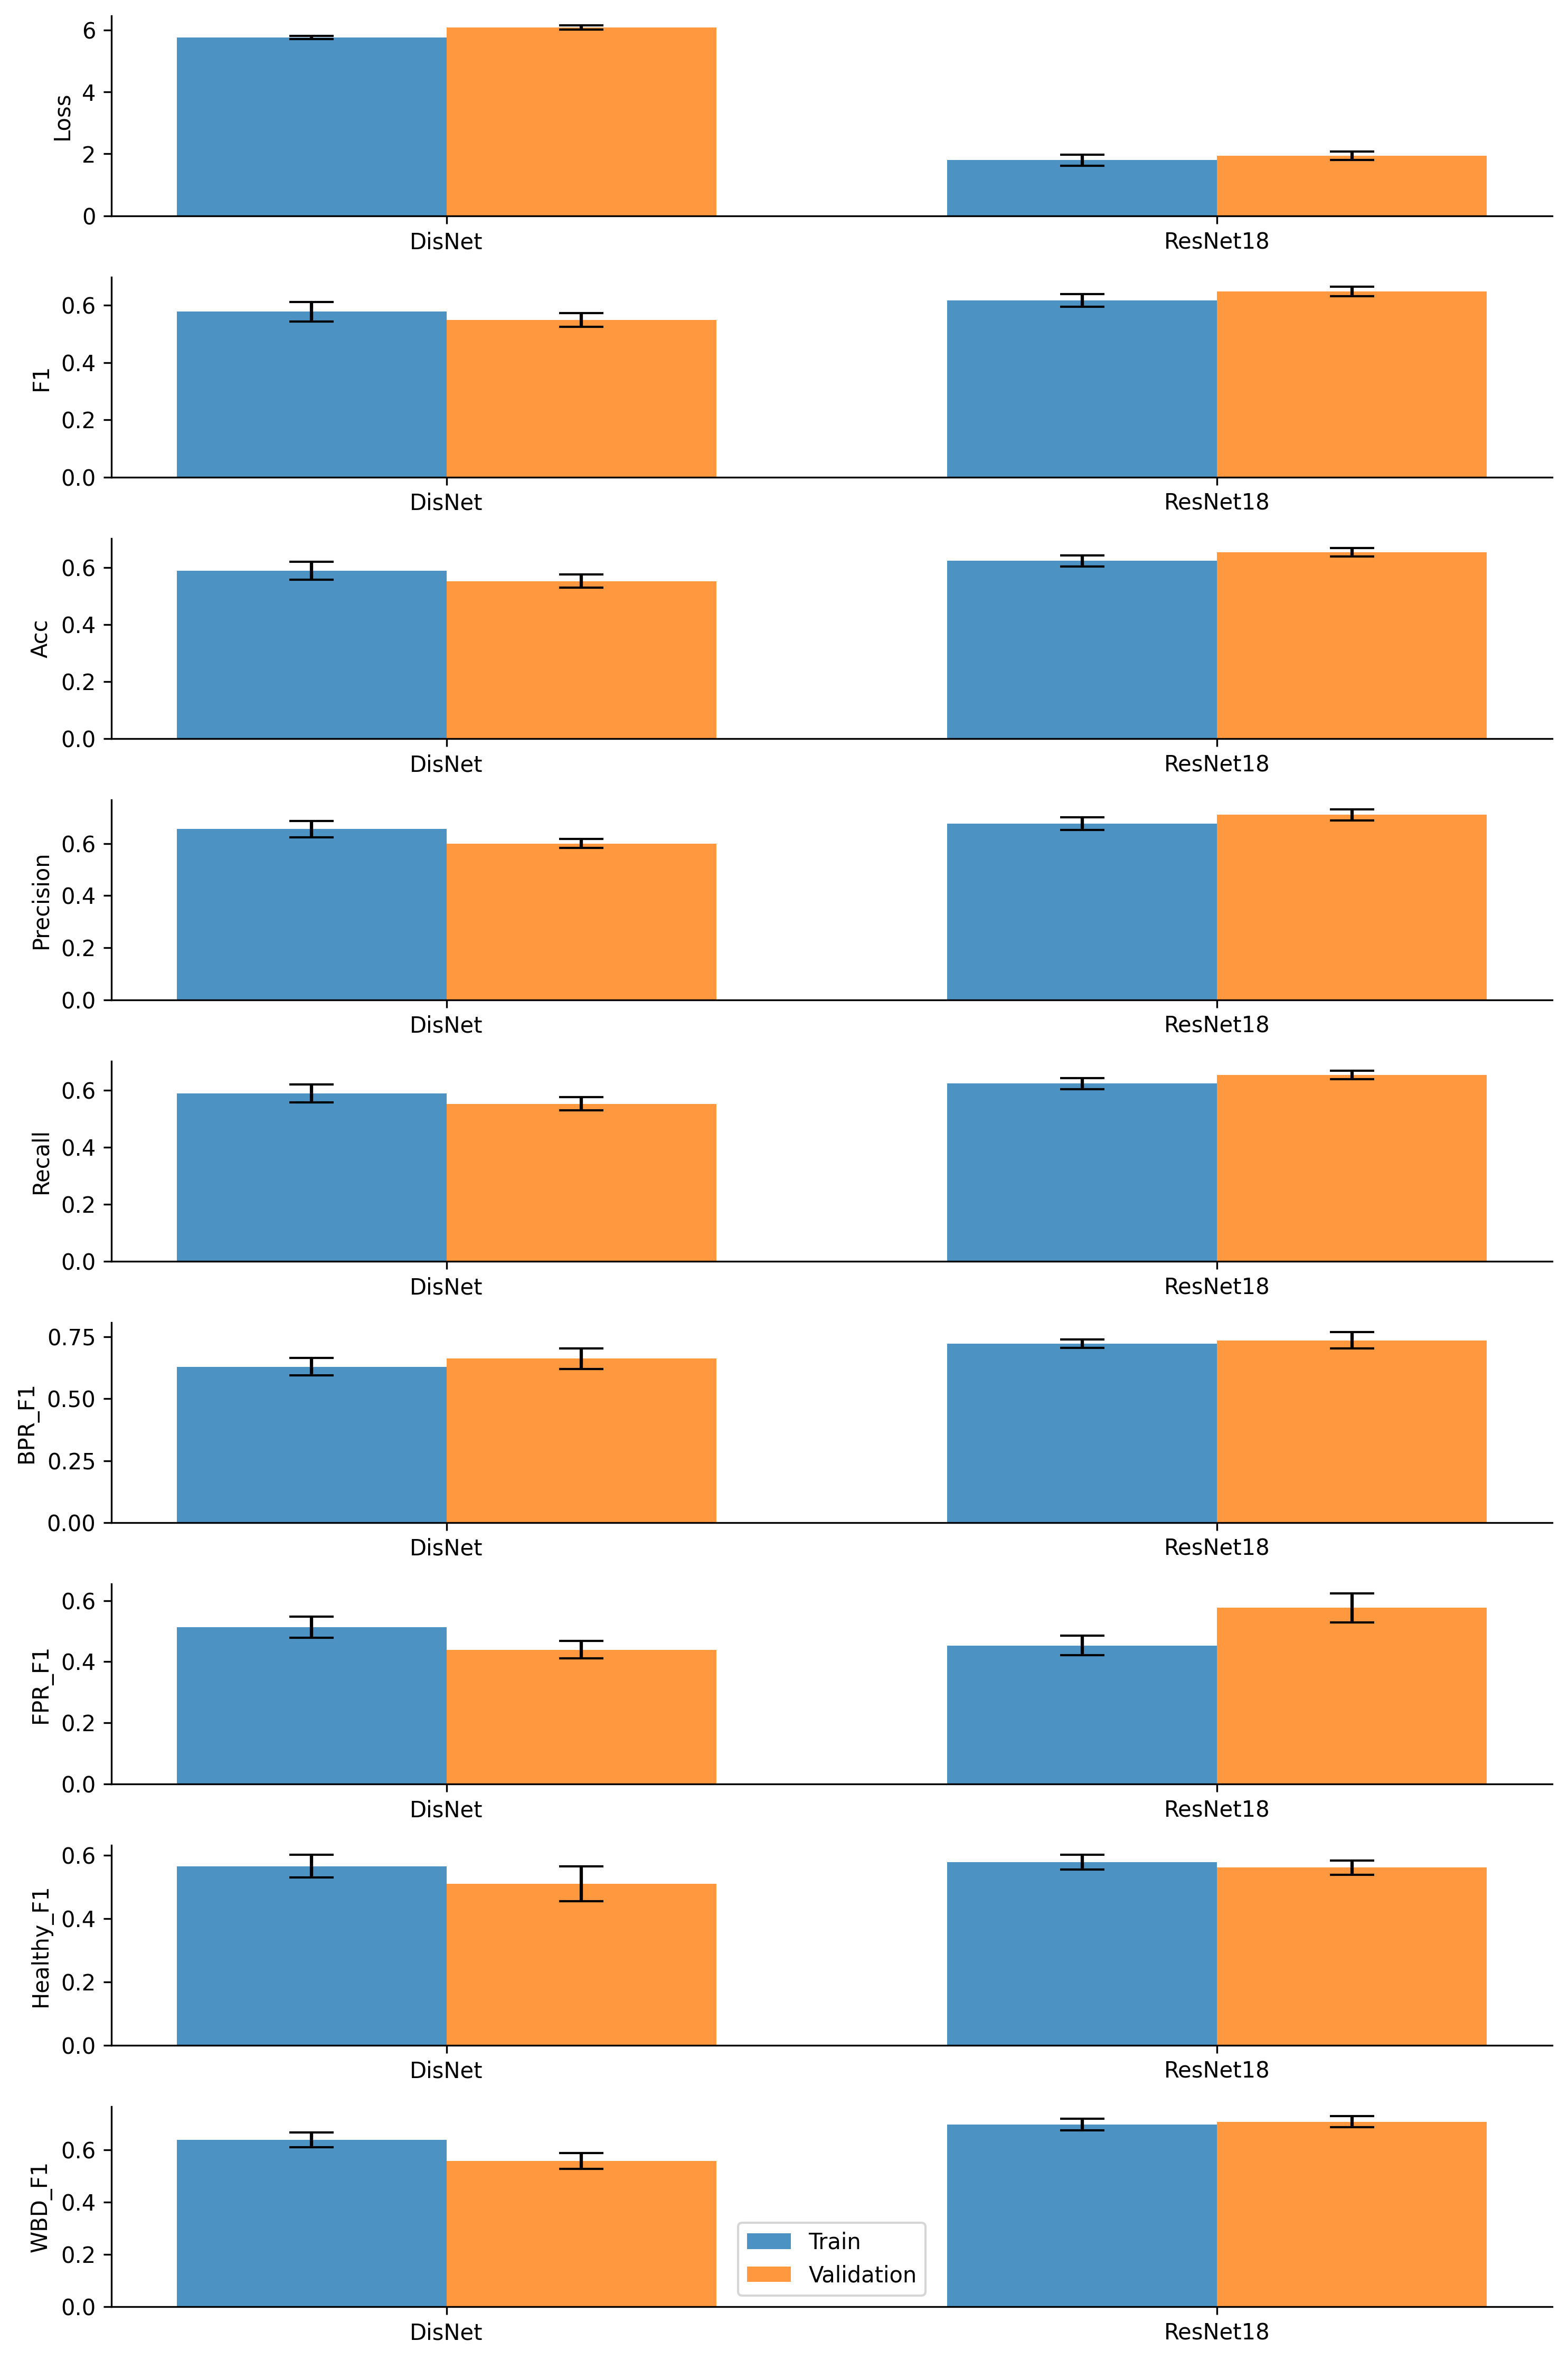 Loss
6
4
2
0
DisNet
ResNet18
F1
0.6
0.4
0.2
0.0
DisNet
ResNet18
Acc
0.6
0.4
0.2
0.0
DisNet
ResNet18
Precision
0.6
0.4
0.2
0.0
DisNet
ResNet18
Recall
0.6
0.4
0.2
0.0
DisNet
ResNet18
BPR_F1
0.75
0.50
0.25
0.00
DisNet
ResNet18
FPR_F1
0.6
0.4
0.2
0.0
DisNet
ResNet18
Healthy_F1
0.6
0.4
0.2
0.0
DisNet
ResNet18
WBD_F1
0.6
0.4
0.2
0.0
Train
Validation
DisNet
ResNet18